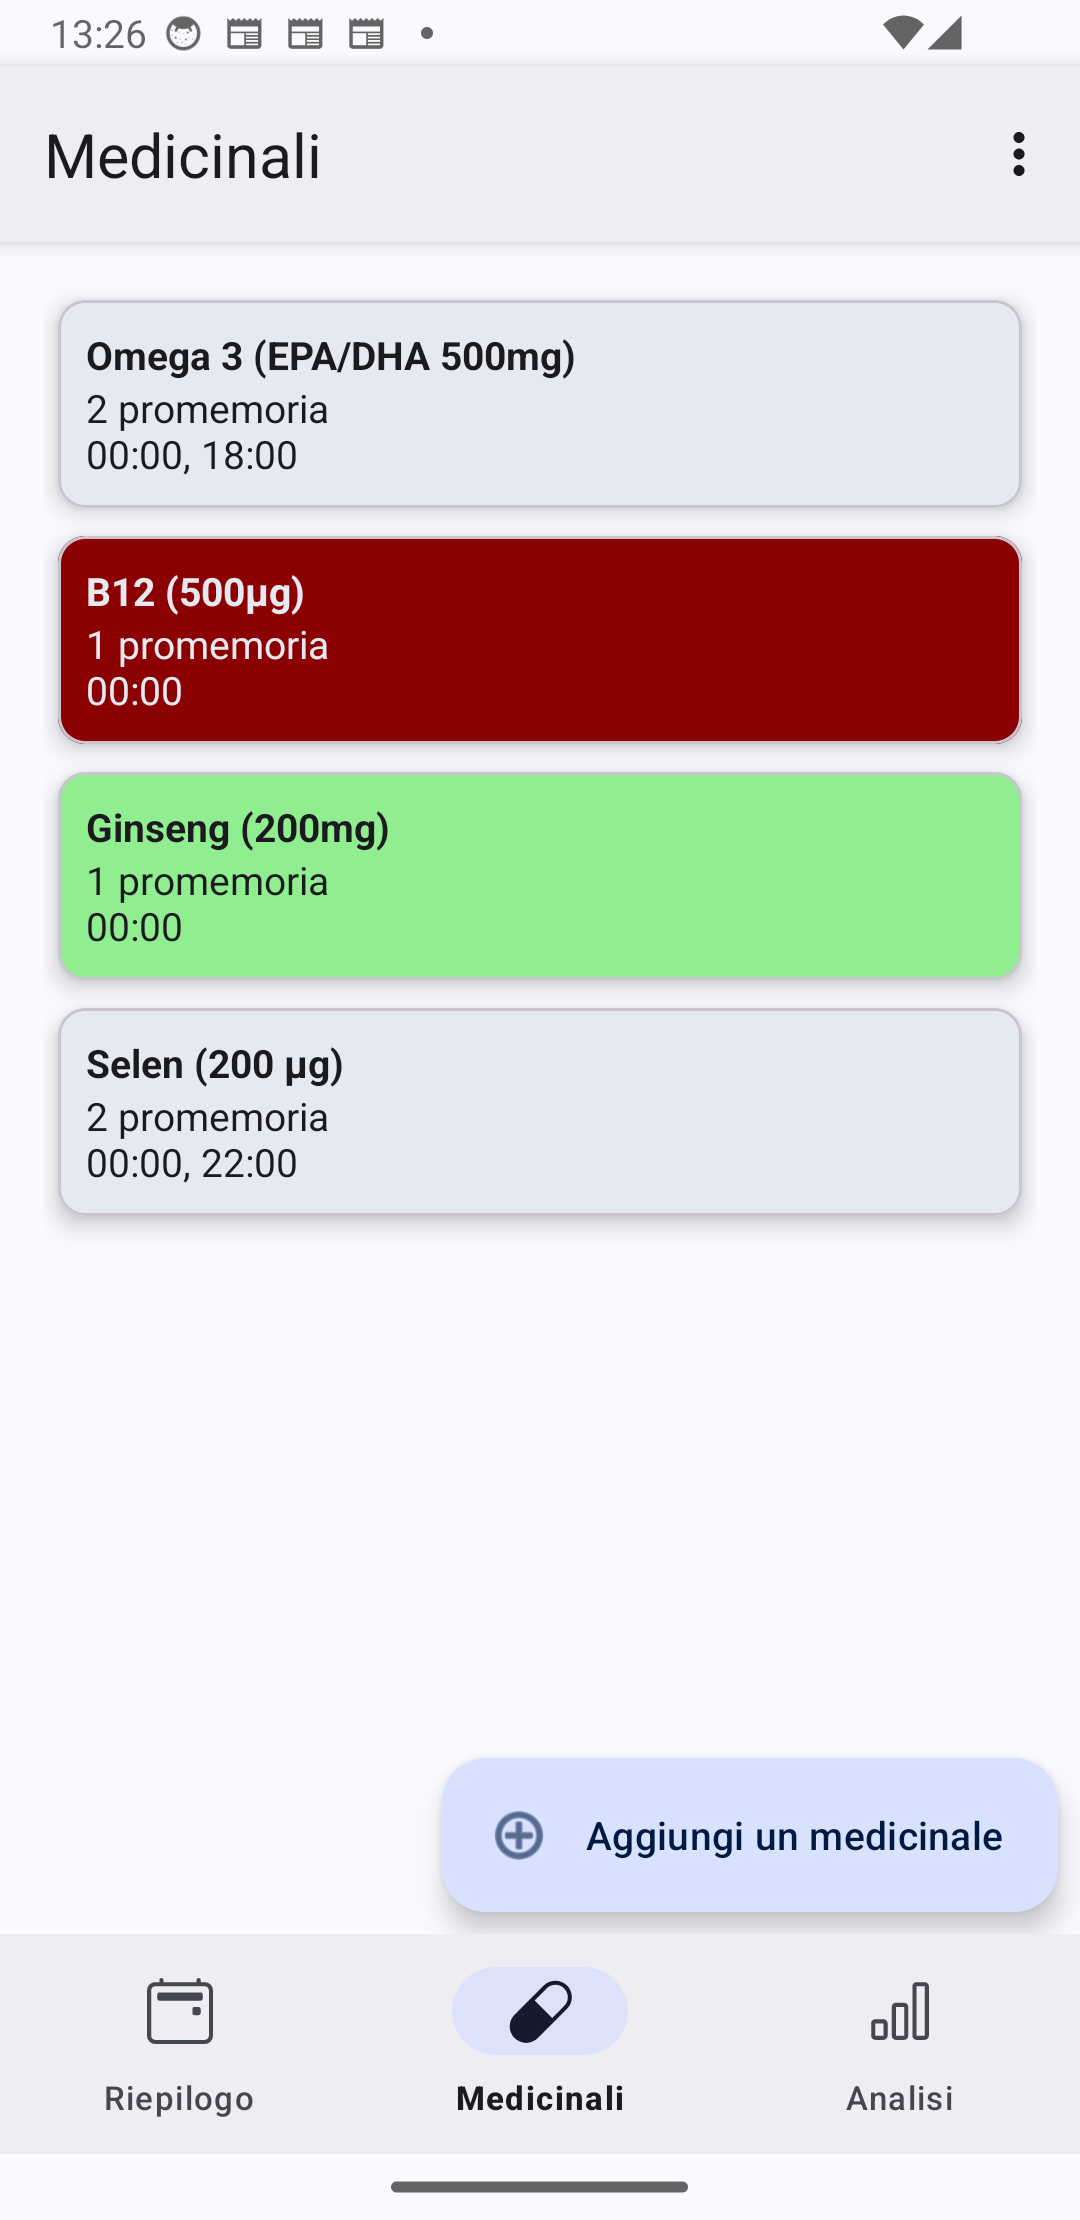 13:26
Medicinali
Omega 3 (EPA/DHA 500mg)
2 promemoria
00:00, 18:00
B12 (500µg)
1 promemoria
00:00
Ginseng (200mg)
1 promemoria
00:00
Selen (200 µg)
2 promemoria
00:00, 22:00
Aggiungi un medicinale
Riepilogo
Medicinali
Analisi